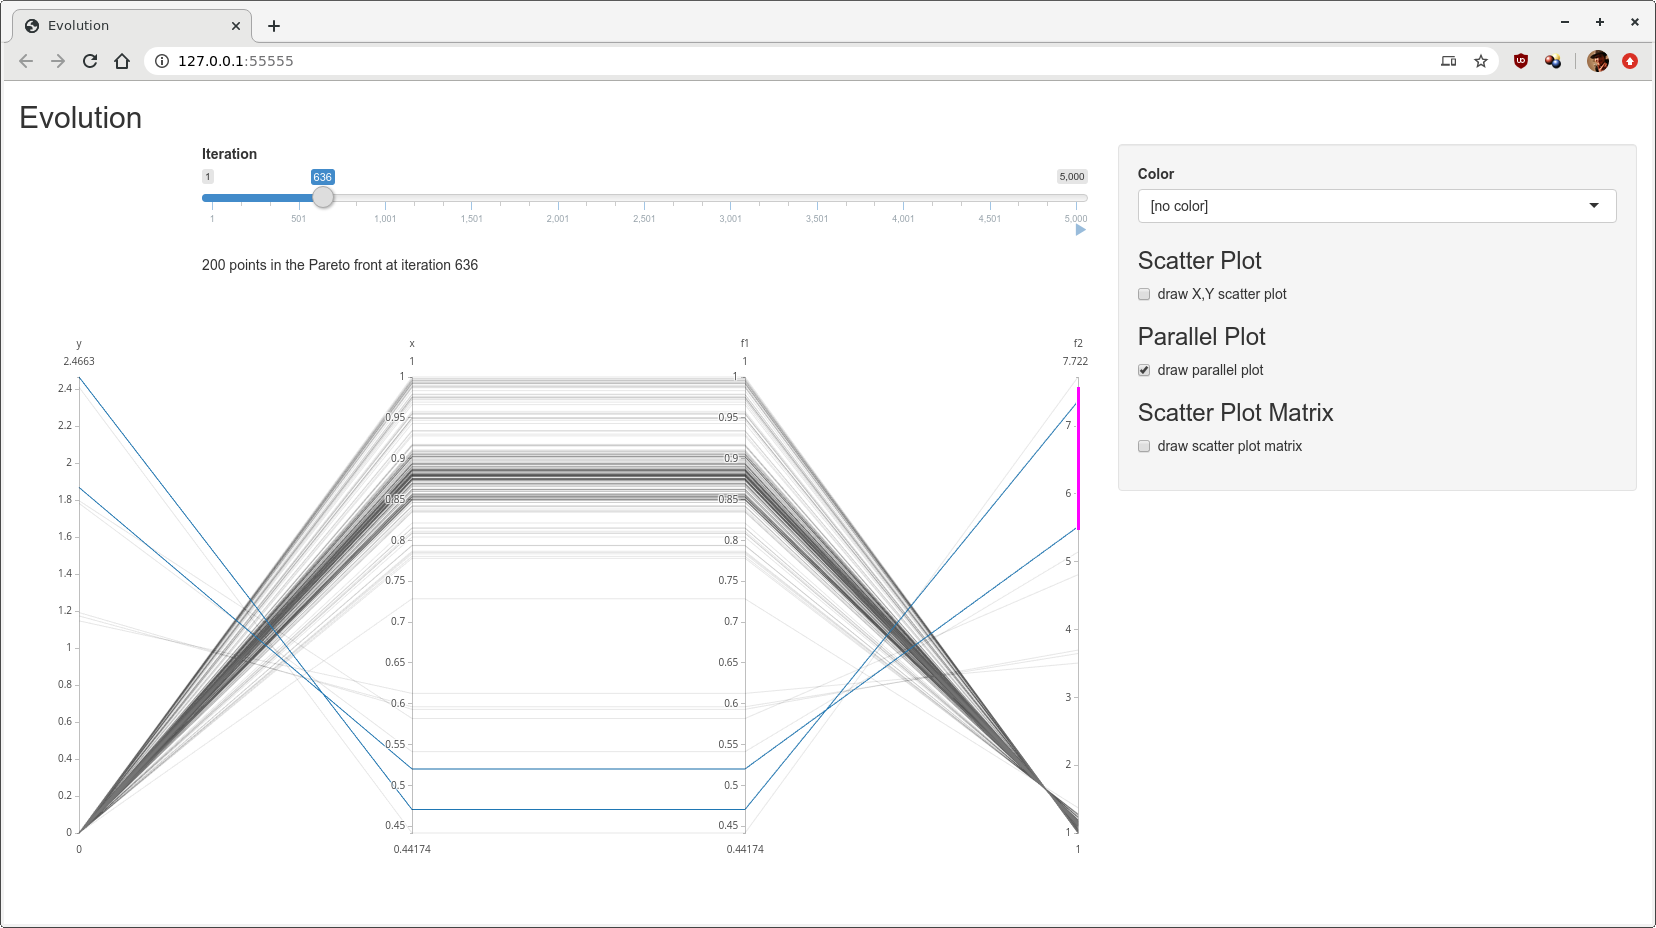 Evolution
127.0.0.1:55555
Evolution
Iteration
1 636 5,000
1 501 1,001 1,501 2,001 2,501 3,001 3,501 4,001 4,501 5,000
200 points in the Pareto front at iteration 636
Color
[no color]
Scatter Plot
draw X,Y scatter plot
Parallel Plot
draw parallel plot
Scatter Plot Matrix
draw scatter plot matrix
y
2.4663
2.4
2.2
2
1.8
1.6
1.4
1.2
1
0.8
0.6
0.4
0.2
0
0
x
1
1
0.95
0.9
0.85
0.8
0.75
0.7
0.65
0.6
0.55
0.5
0.45
0.44174
f1
1
1
0.95
0.9
0.85
0.8
0.75
0.7
0.65
0.6
0.55
0.5
0.45
0.44174
f2
7.722
7
6
5
4
3
2
1
1